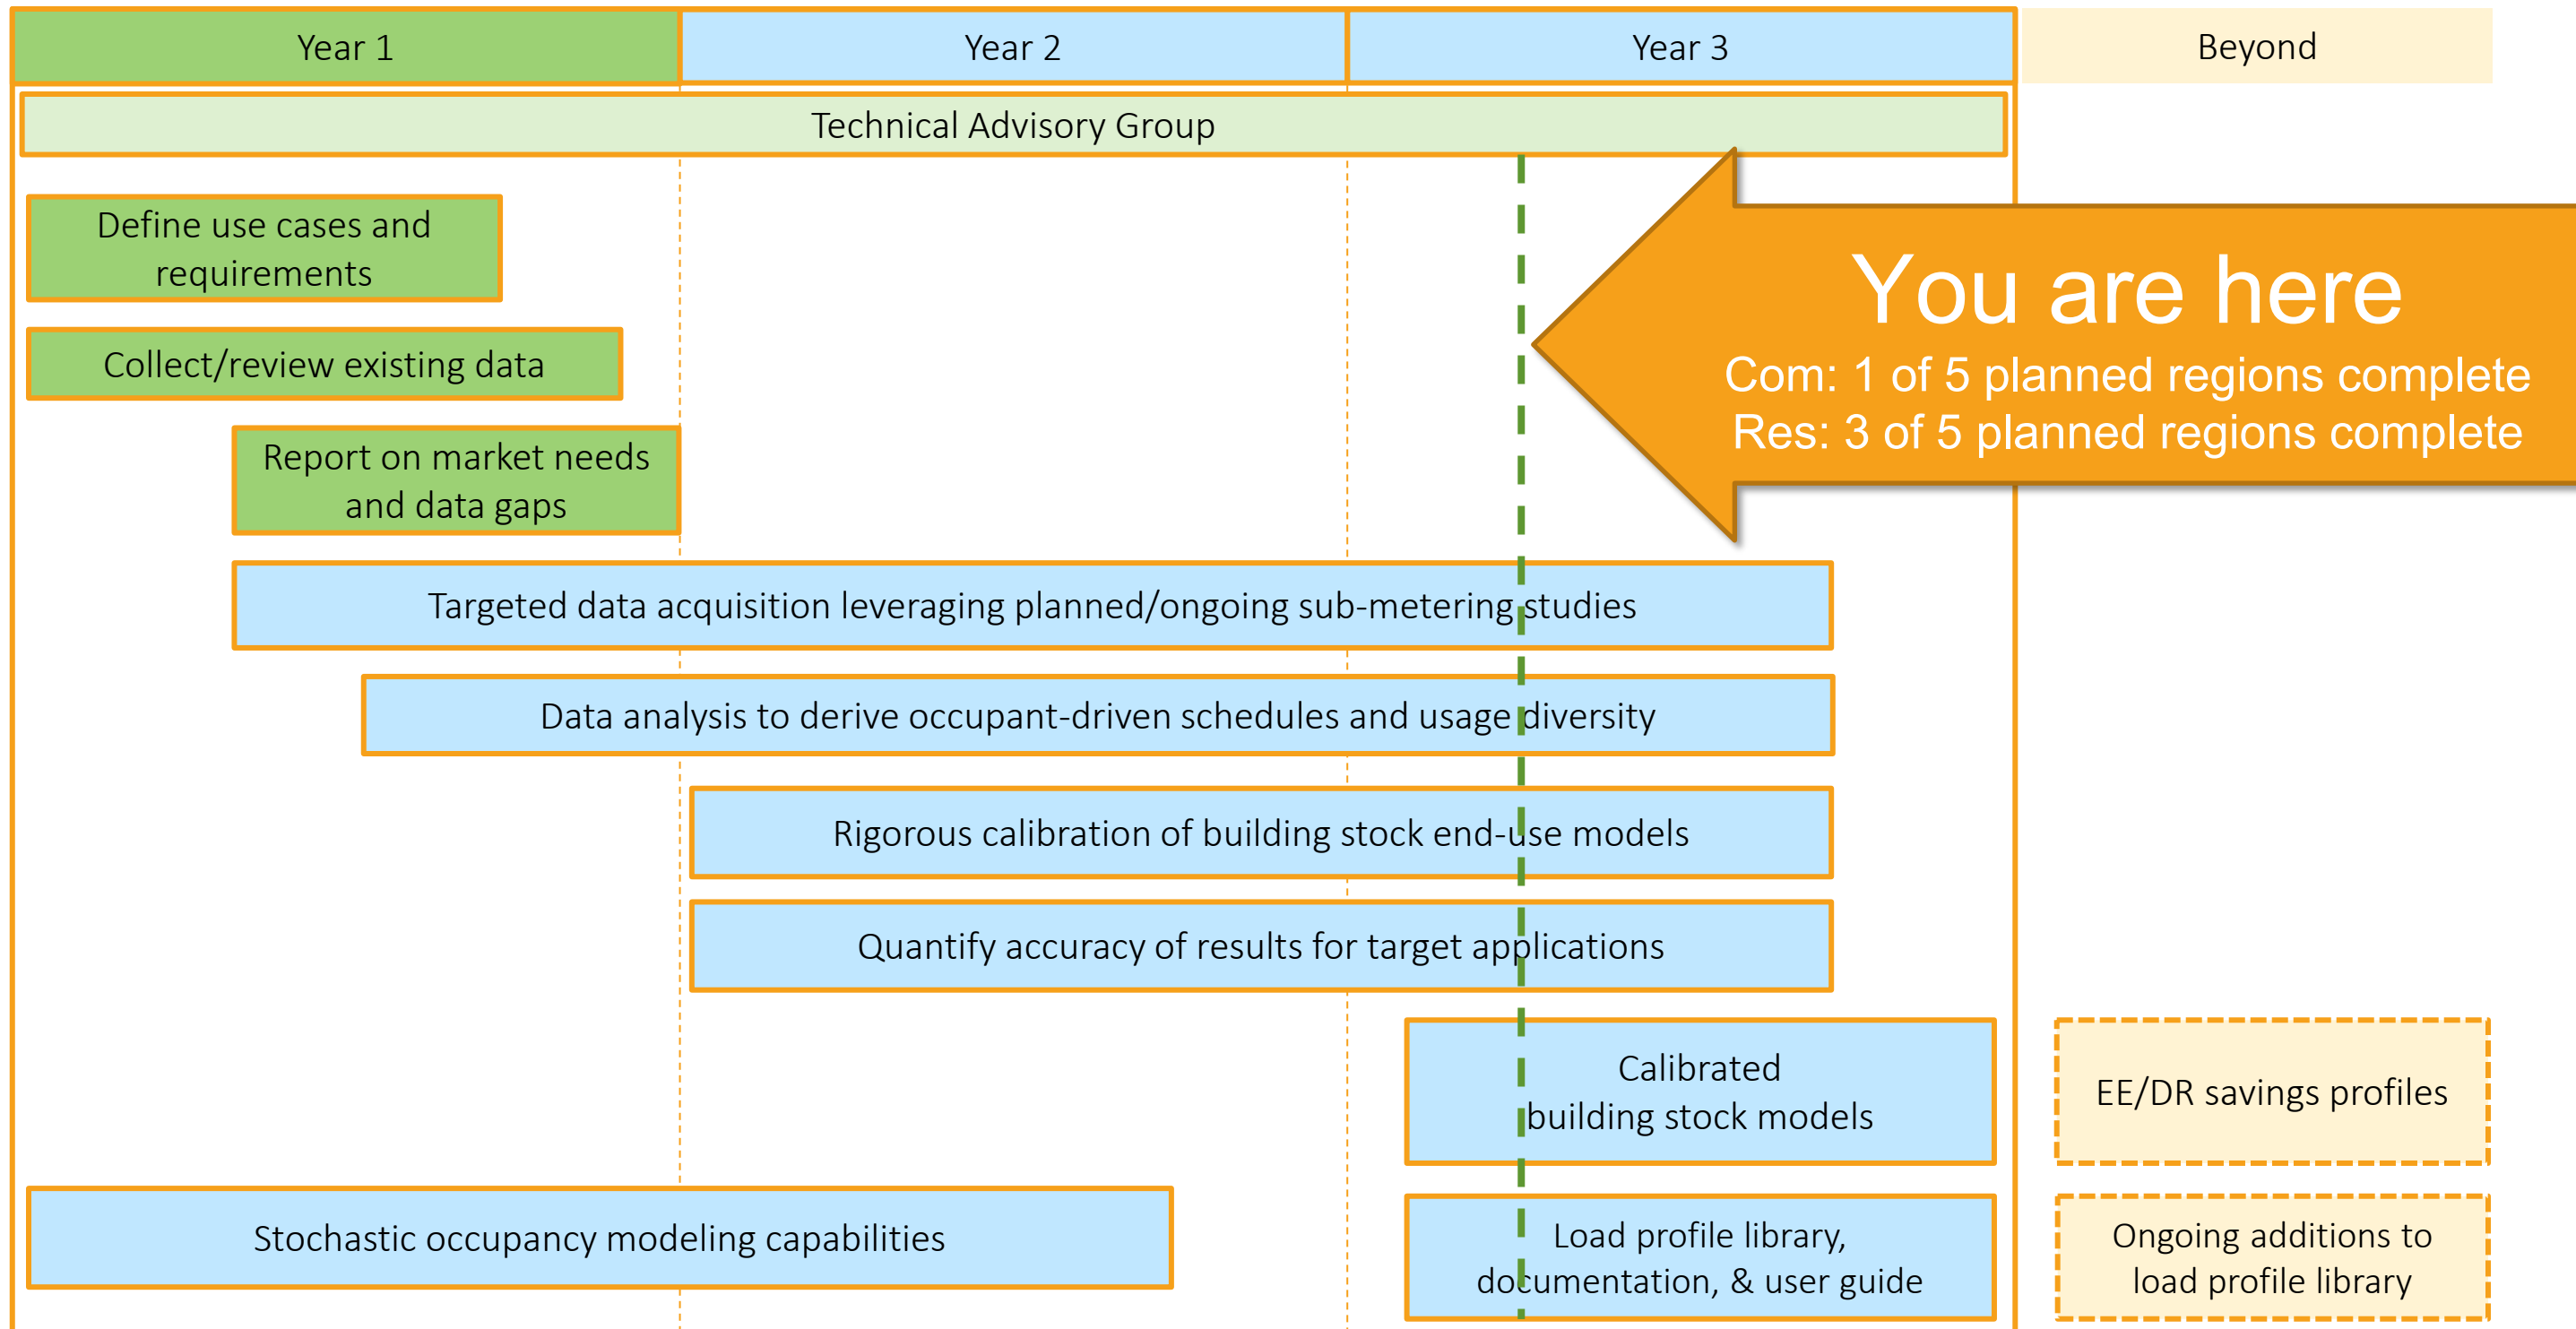 Year 1
Year 2
Year 3
Beyond
Technical Advisory Group
Define use cases and
requirements
You are here
Com: 1 of 5 planned regions complete
Res: 3 of 5 planned regions complete
Collect/review existing data
Report on market needs
and data gaps
Targeted data acquisition leveraging planned/ongoing sub-metering studies
Data analysis to derive occupant-driven schedules and usage diversity
Rigorous calibration of building stock end-use models
Quantify accuracy of results for target applications
Calibrated
building stock models
EE/DR savings profiles
Stochastic occupancy modeling capabilities
Load profile library,
documentation, & user guide
Ongoing additions to
load profile library